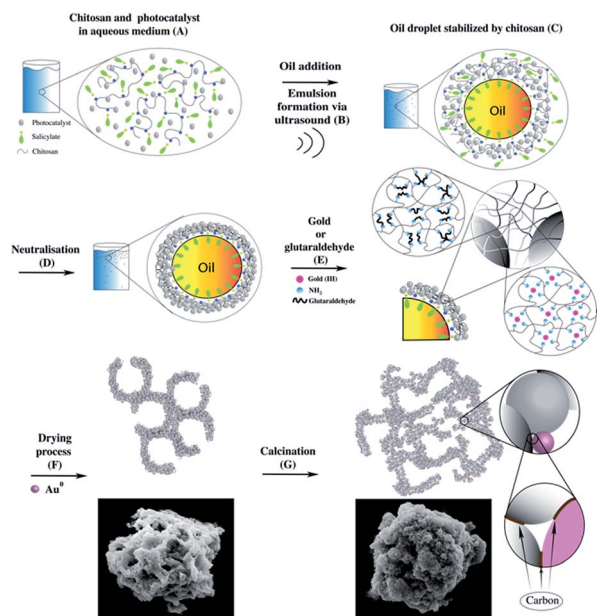 Chitosan and photocatalyst
in aqueous medium (A)
Oil addition
Emulsion
formation via
ultrasound (B)
Oil droplet stabilized by chitosan (C)
Oil
Photocatalyst
Salicylate
Chitosan
Neutralisation
(D)
Oil
Gold
or
glutaraldehyde
(E)
Gold (III)
NH2
Glutaraldehyde
Drying
process
(F)
Au0
Calcination
(G)
Carbon